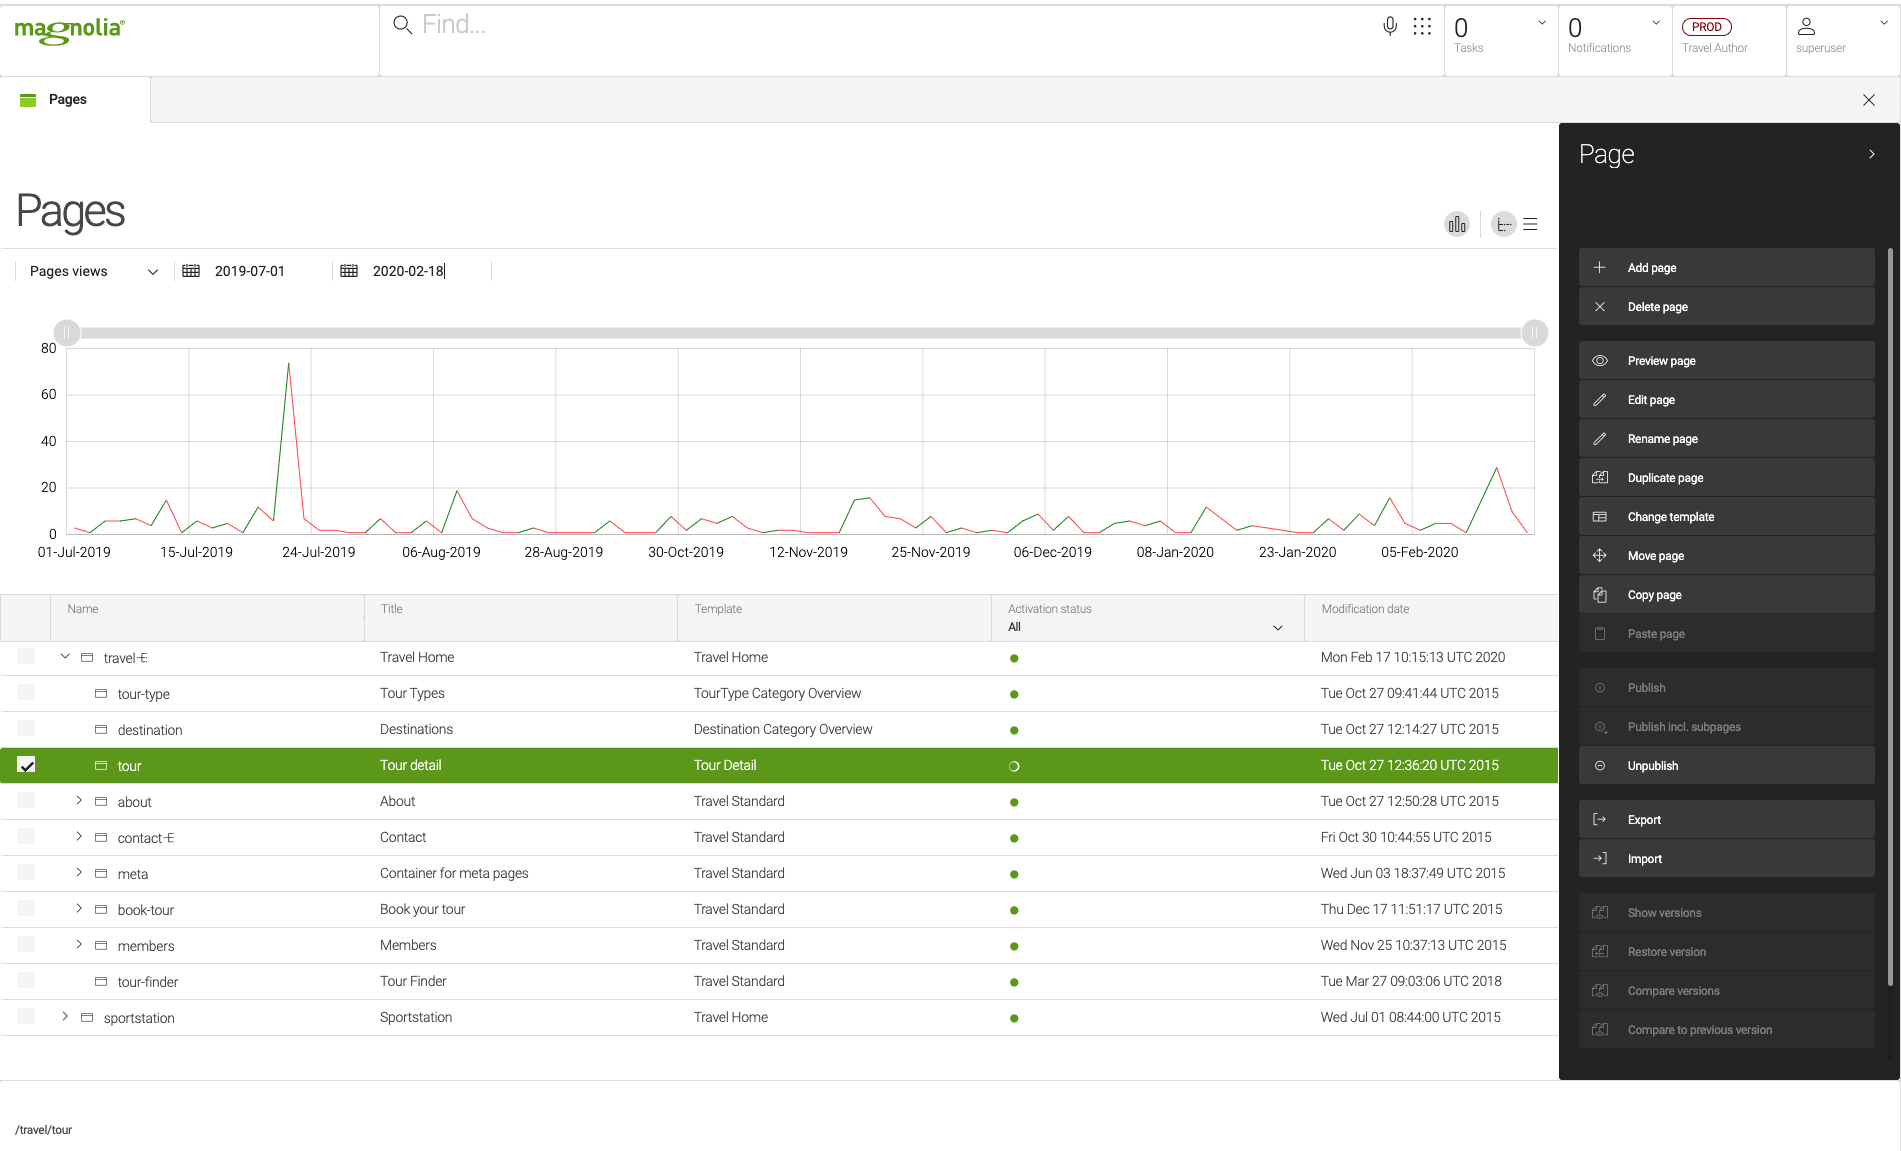 magnolia®
Find...
0
Tasks
0
Notifications
PROD
Travel Author
superuser
Pages
Pages
Pages views
2019-07-01
2020-02-18
80
60
40
20
0
01-Jul-2019 15-Jul-2019 24-Jul-2019 06-Aug-2019 28-Aug-2019 30-Oct-2019 12-Nov-2019 25-Nov-2019 06-Dec-2019 08-Jan-2020 23-Jan-2020 05-Feb-2020
Name Title Template Activation status Modification date
All
travel Travel Home Travel Home Mon Feb 17 10:15:13 UTC 2020
tour-type Tour Types TourType Category Overview Tue Oct 27 09:41:44 UTC 2015
destination Destinations Destination Category Overview Tue Oct 27 12:14:27 UTC 2015
tour Tour detail Tour Detail Tue Oct 27 12:36:20 UTC 2015
about About Travel Standard Tue Oct 27 12:50:28 UTC 2015
contact Contact Travel Standard Fri Oct 30 10:44:55 UTC 2015
meta Container for meta pages Travel Standard Wed Jun 03 18:37:49 UTC 2015
book-tour Book your tour Travel Standard Thu Dec 17 11:51:17 UTC 2015
members Members Travel Standard Wed Nov 25 10:37:13 UTC 2015
tour-finder Tour Finder Travel Standard Tue Mar 27 09:03:06 UTC 2018
sportstation Sportstation Travel Home Wed Jul 01 08:44:00 UTC 2015
Page
Add page
Delete page
Preview page
Edit page
Rename page
Duplicate page
Change template
Move page
Copy page
Paste page
Publish
Publish incl. subpages
Unpublish
Export
Import
Show versions
Restore version
Compare versions
Compare to previous version
/travel/tour